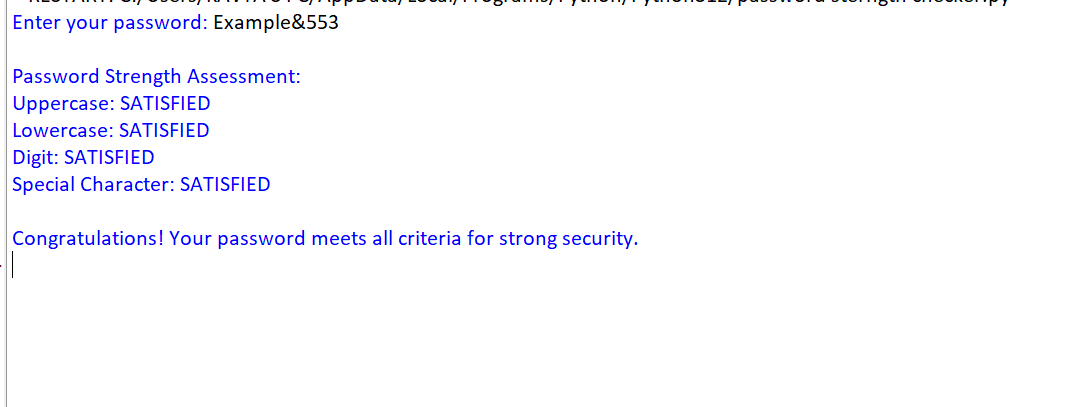 Enter your password: Example&553
Password Strength Assessment:
Uppercase: SATISFIED
Lowercase: SATISFIED
Digit: SATISFIED
Special Character: SATISFIED
Congratulations! Your password meets all criteria for strong security.